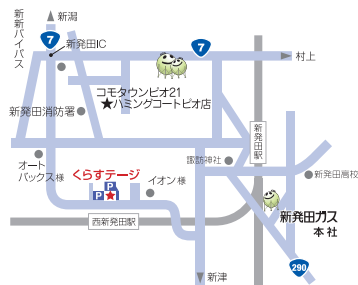 新潟
新新バイパス
7
新発田IC
7
村上
コモタウンピオ21
★ハミングコートピオ店
新発田消防署
新発田駅
オート
バックス様
くらすテージ
諏訪神社
新発田高校
P
P
P
イオン様
西新発田駅
新発田ガス
本社
290
新津